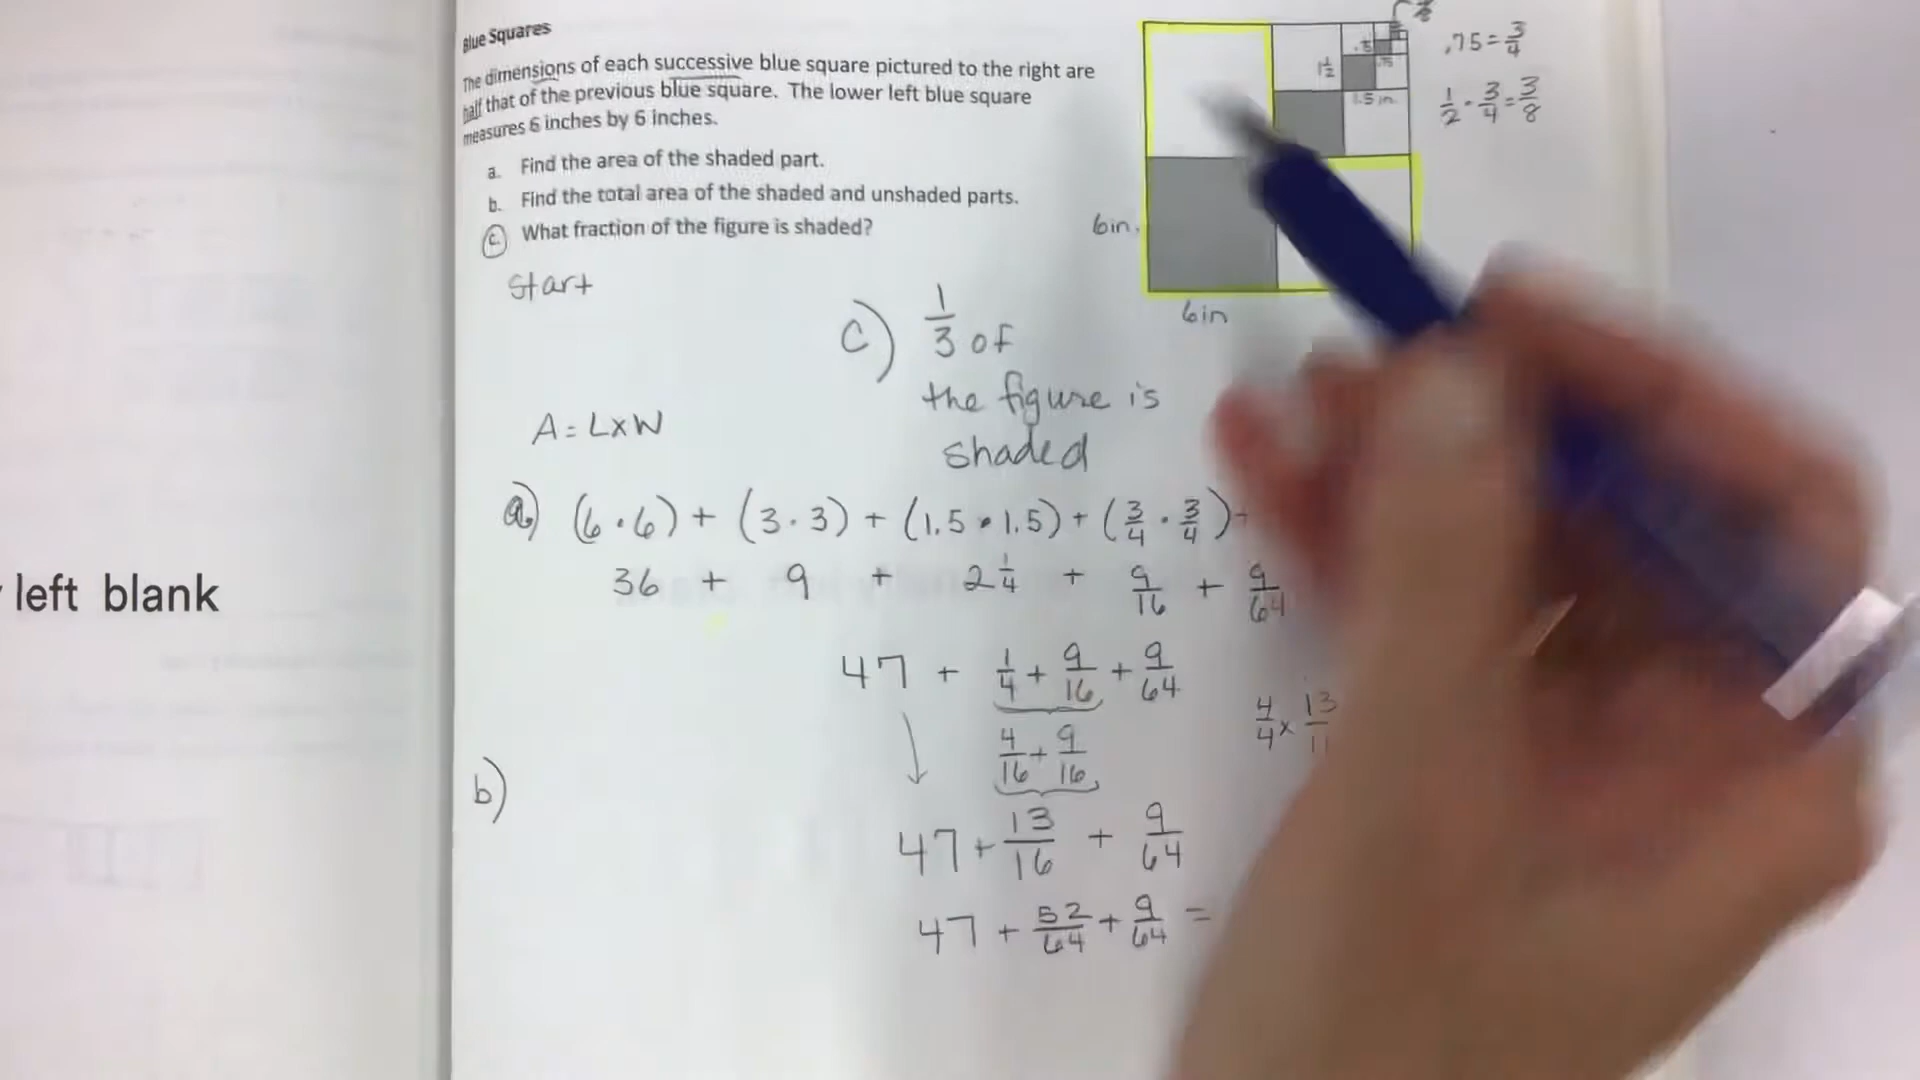 Blue Squares
The dimensions of each successive blue square pictured to the right are
half that of the previous blue square. The lower left blue square
measures 6 inches by 6 inches.
a. Find the area of the shaded part.
b. Find the total area of the shaded and unshaded parts.
c. What fraction of the figure is shaded?
start
1 1/2
.75
1.5 in
6in.
6in
.75 = 3/4
1/2 · 3/4 = 3/8
c) 1/3 of
the figure is
shaded
A = L x W
a) (6 · 6) + (3 · 3) + (1.5 · 1.5) + (3/4 · 3/4) +
36 + 9 + 2 1/4 + 9/16 + 9/64
47 + 1/4 + 9/16 + 9/64
4/4 x 13
4/16 + 9/16
b)
47 + 13/16 + 9/64
47 + 52/64 + 9/64 =
left blank